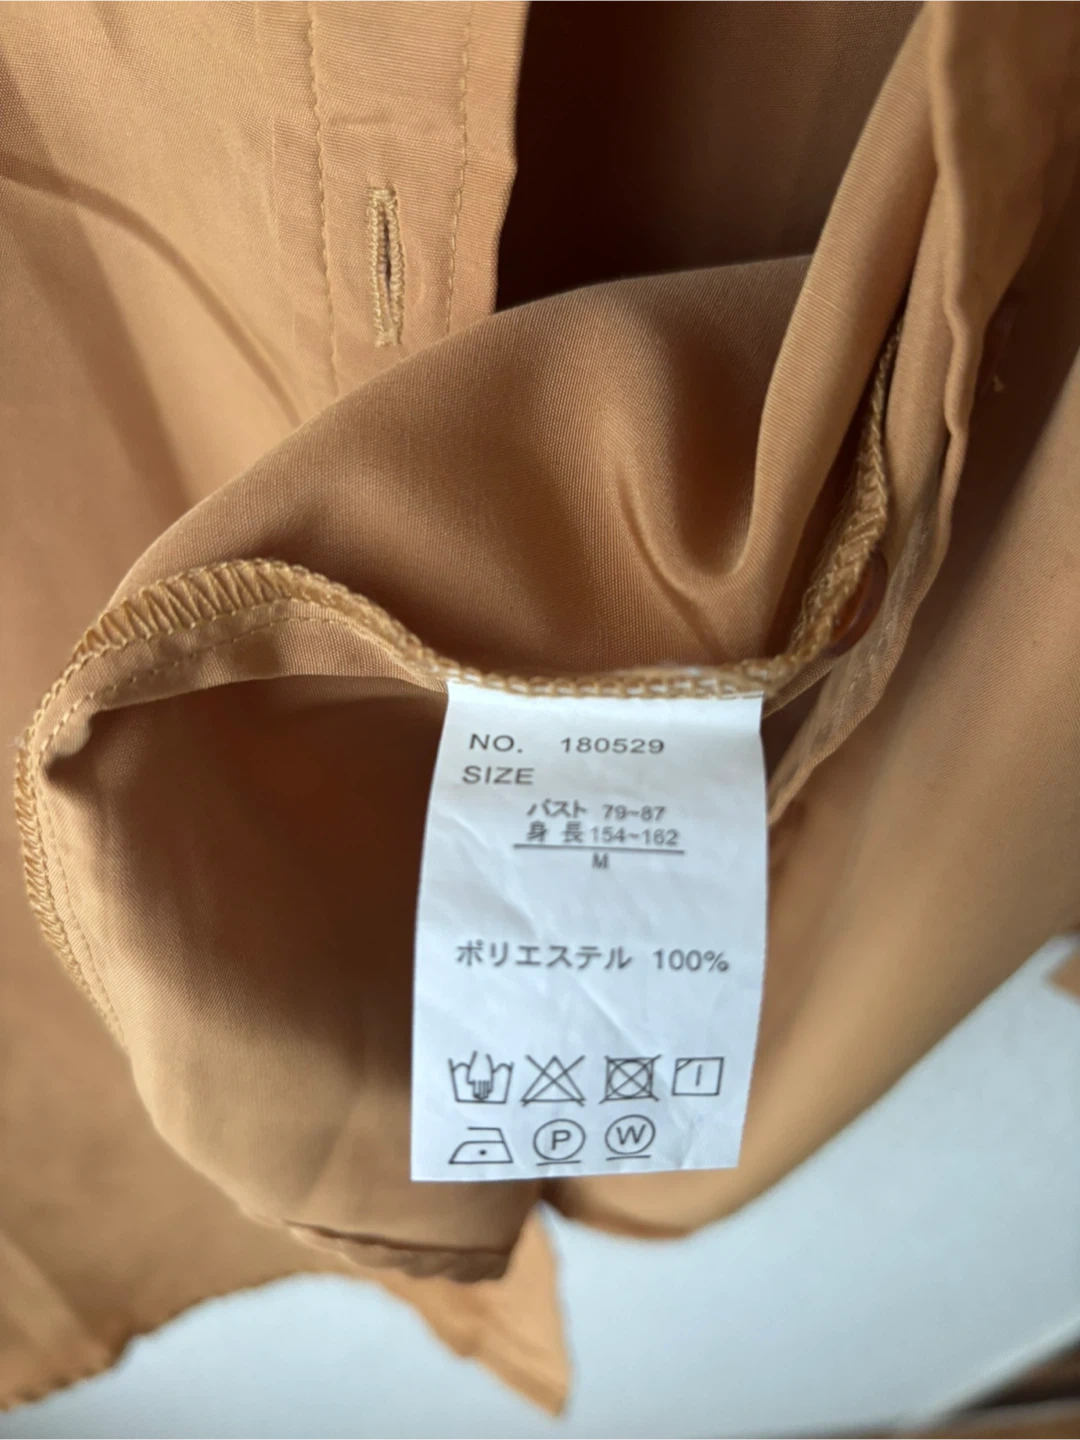 NO. 180529
SIZE
バスト 79~87
身 長 154~162
M
ポリエステル 100%
P W